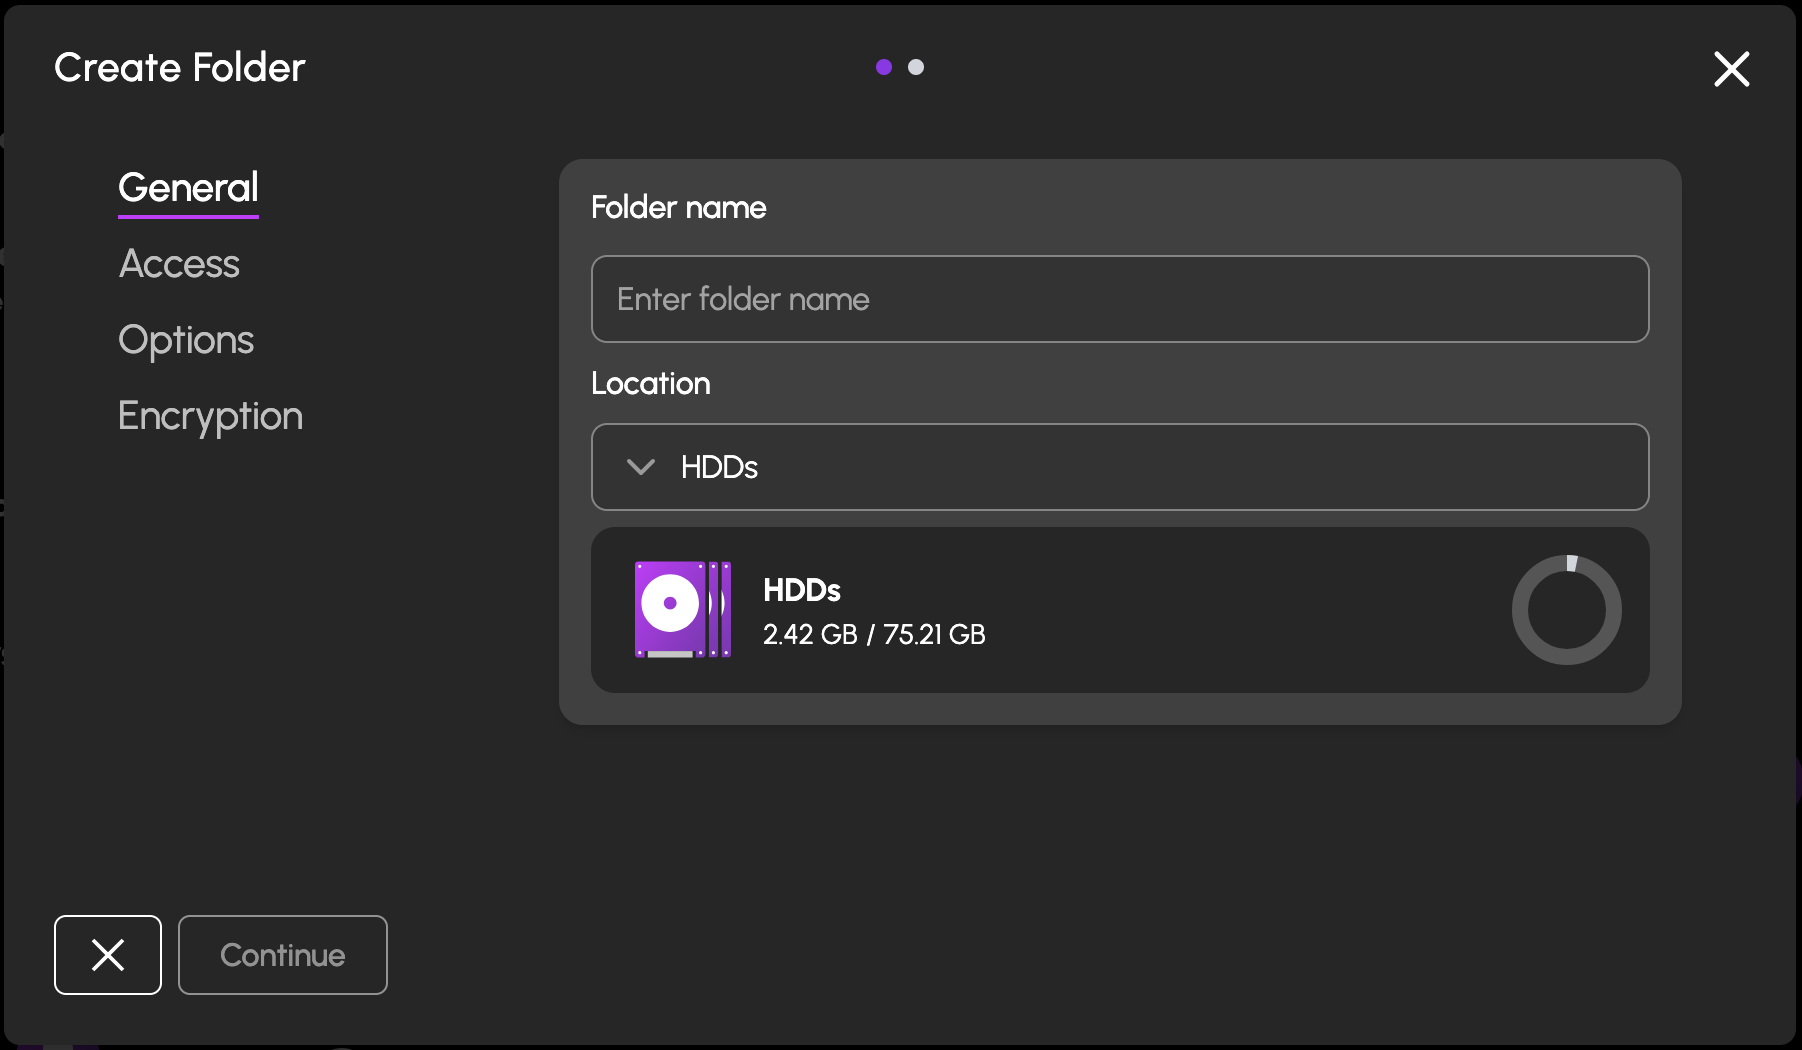 Create Folder
General
Access
Options
Encryption
Folder name
Enter folder name
Location
HDDs
HDDs
2.42 GB / 75.21 GB
Continue